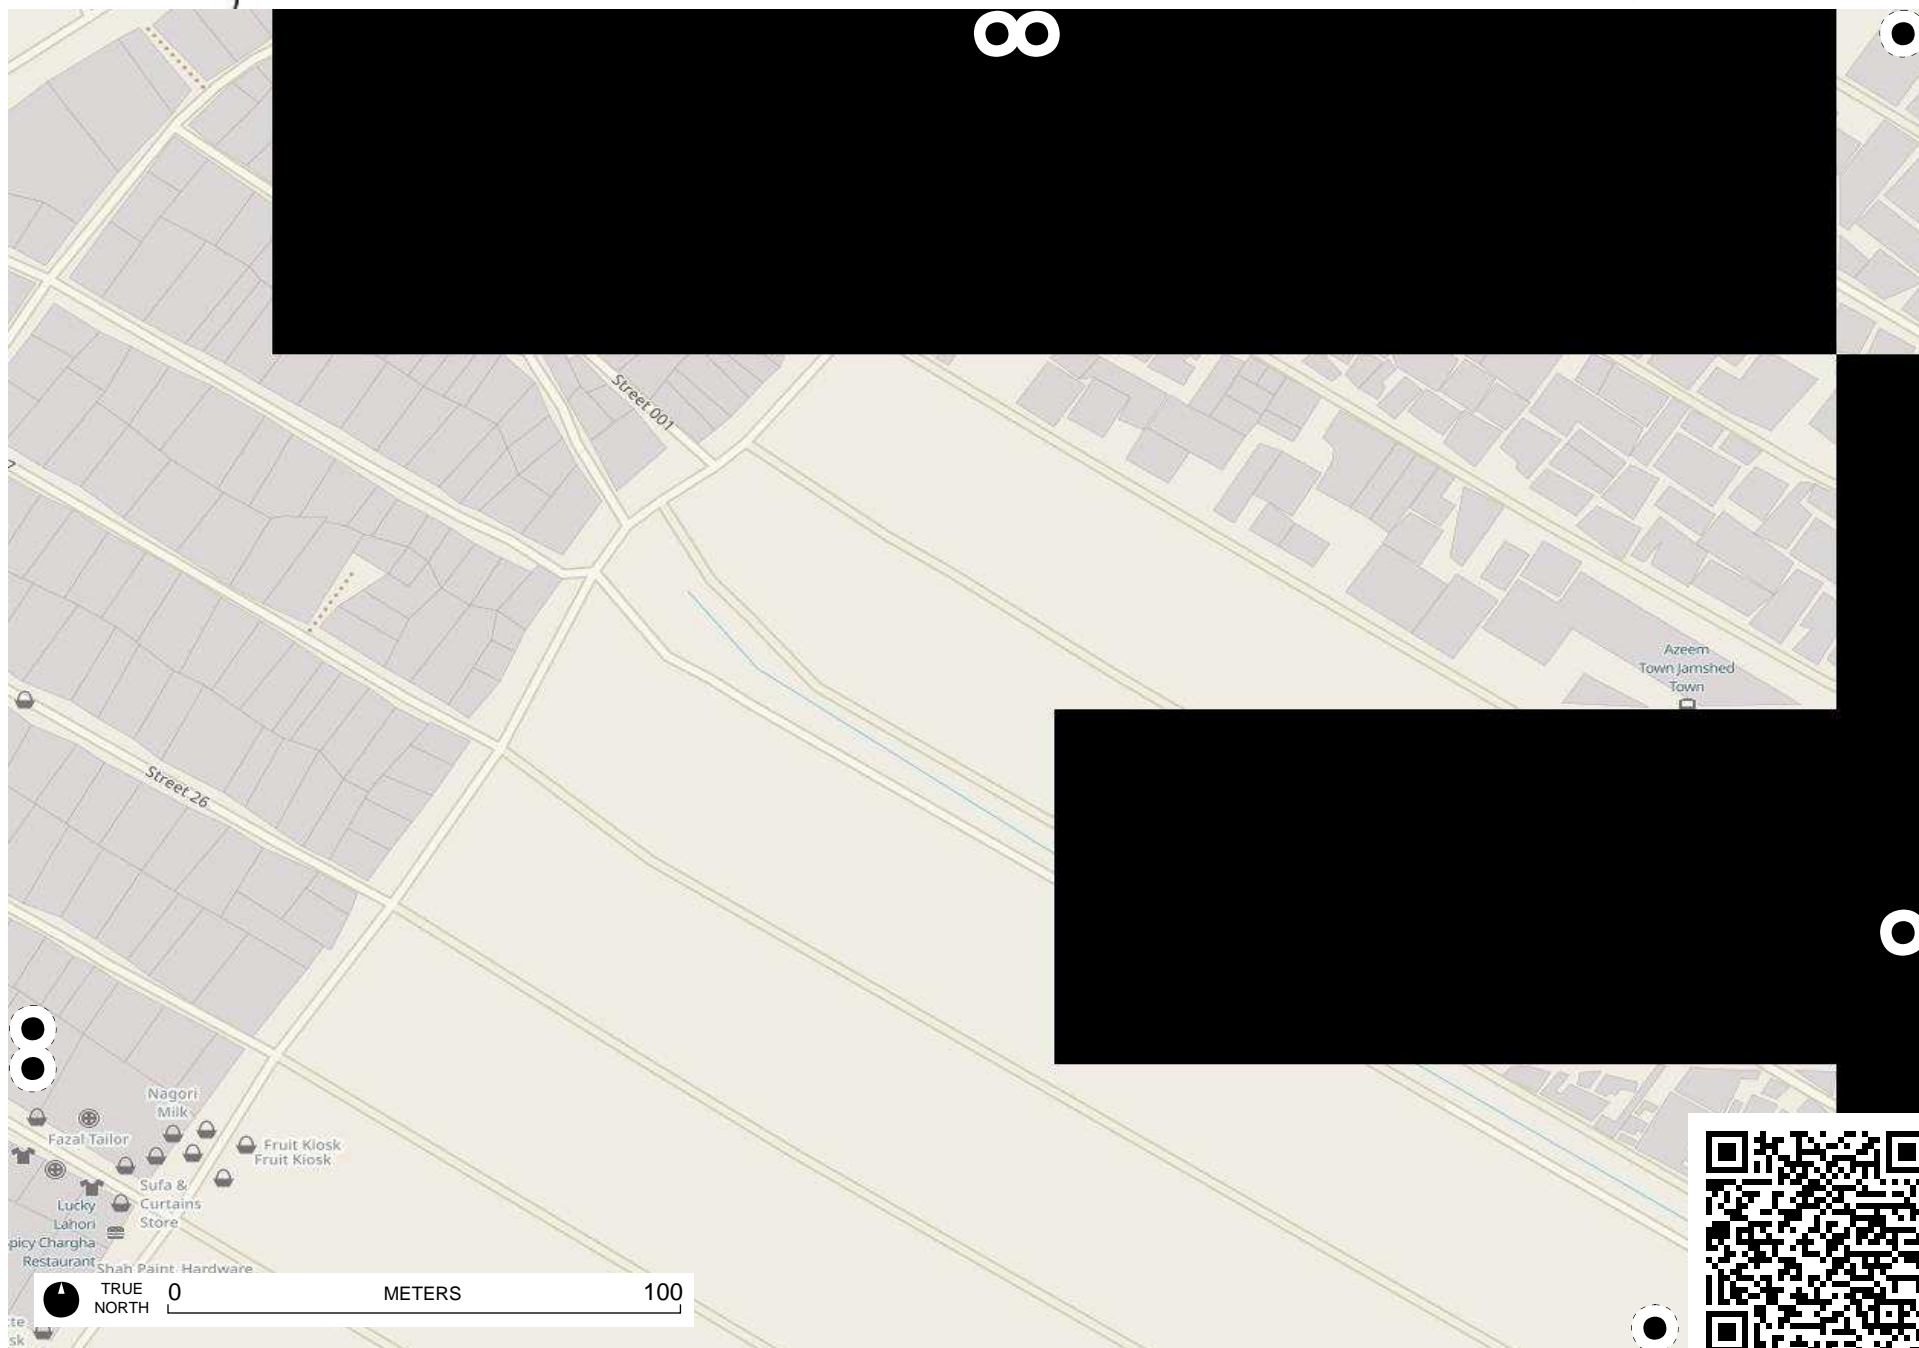 Street 001
Azeem
Town Jamshed
Town
Street 26
Nagori
Milk
Fazal Tailor
Fruit Kiosk
Fruit Kiosk
Sufa &
Curtains
Store
Lucky
Lahori
picy Chargha
Restaurant
Shah Paint, Hardware
TRUE
NORTH
0
METERS
100